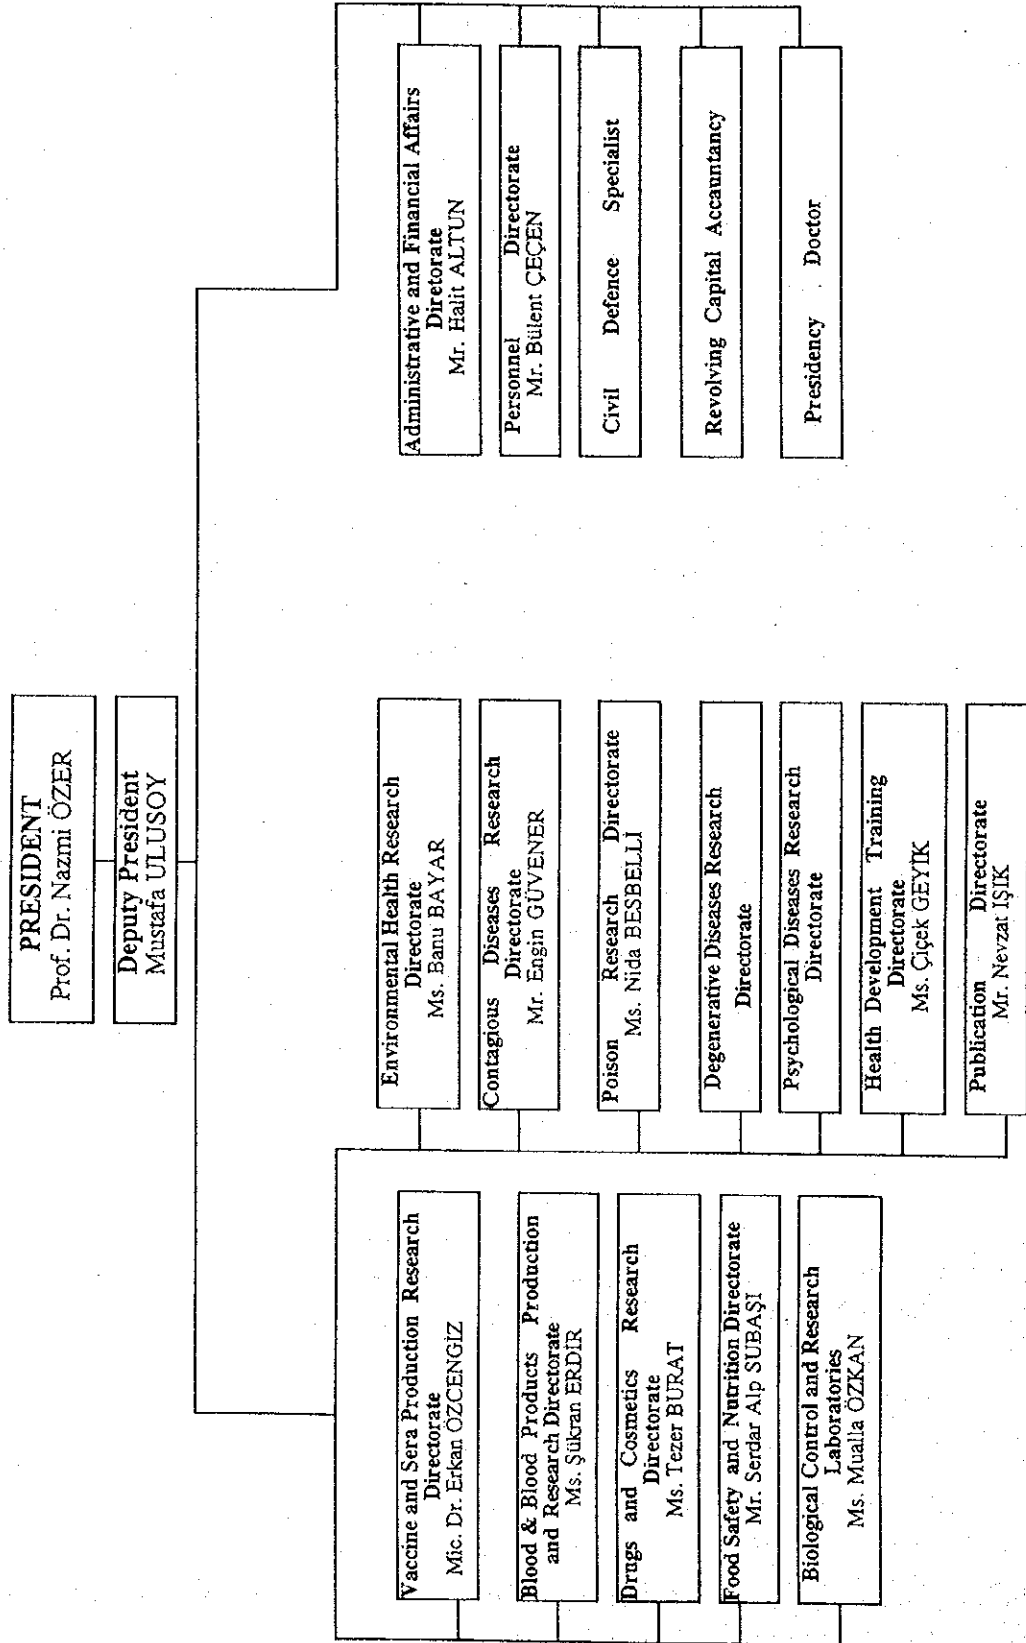 PRESIDENT
Prof. Dr. Nazmi ÖZER
Deputy President
Mustafa ULUSOY
Vaccine and Sera Production Research
Directorate
Mic. Dr. Erkan ÖZCENGİZ
Blood & Blood Products Production
and Research Directorate
Ms. Şükran ERDİR
Drugs and Cosmetics Research
Directorate
Ms. Tezer BURAT
Food Safety and Nutrition Directorate
Mr. Serdar Alp SUBAŞI
Biological Control and Research
Laboratories
Ms. Mualla ÖZKAN
Environmental Health Research
Directorate
Ms. Banu BAYAR
Contagious Diseases Research
Directorate
Mr. Engin GÜVENER
Poison Research Directorate
Ms. Nida BESBELLİ
Degenerative Diseases Research
Directorate
Psychological Diseases Research
Directorate
Health Development Training
Directorate
Ms. Çiçek GEYİK
Publication Directorate
Mr. Nevzat IŞIK
Administrative and Financial Affairs
Diretorate
Mr. Halit ALTUN
Personnel Directorate
Mr. Bülent ÇEÇEN
Civil Defence Specialist
Revolving Capital Accauntancy
Presidency Doctor